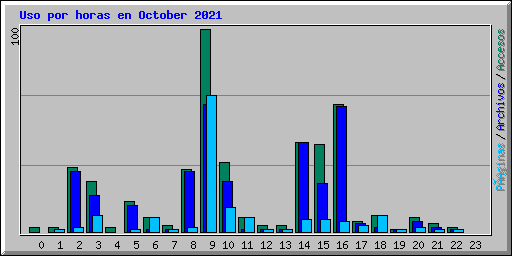 Uso por horas en October 2021
100
0 1 2 3 4 5 6 7 8 9 10 11 12 13 14 15 16 17 18 19 20 21 22 23
PÃginas / Archivos / Accesos